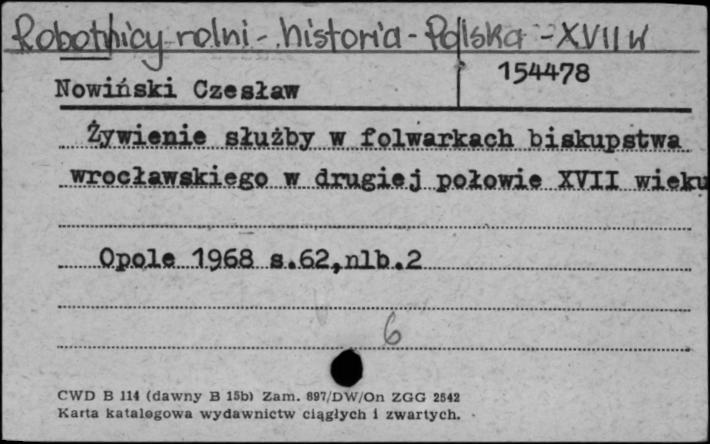 Robotnicy rolni - historia - Polska - XVII w
154478
Nowiński Czesław
Żywienie służby w folwarkach biskupstwa
wrocławskiego w drugiej połowie XVII wieku
Opole 1968 s.62,nlb.2
6
CWD B 114 (dawny B 15b) Zam. 897/DW/On ZGG 2542
Karta katalogowa wydawnictw ciągłych i zwartych.